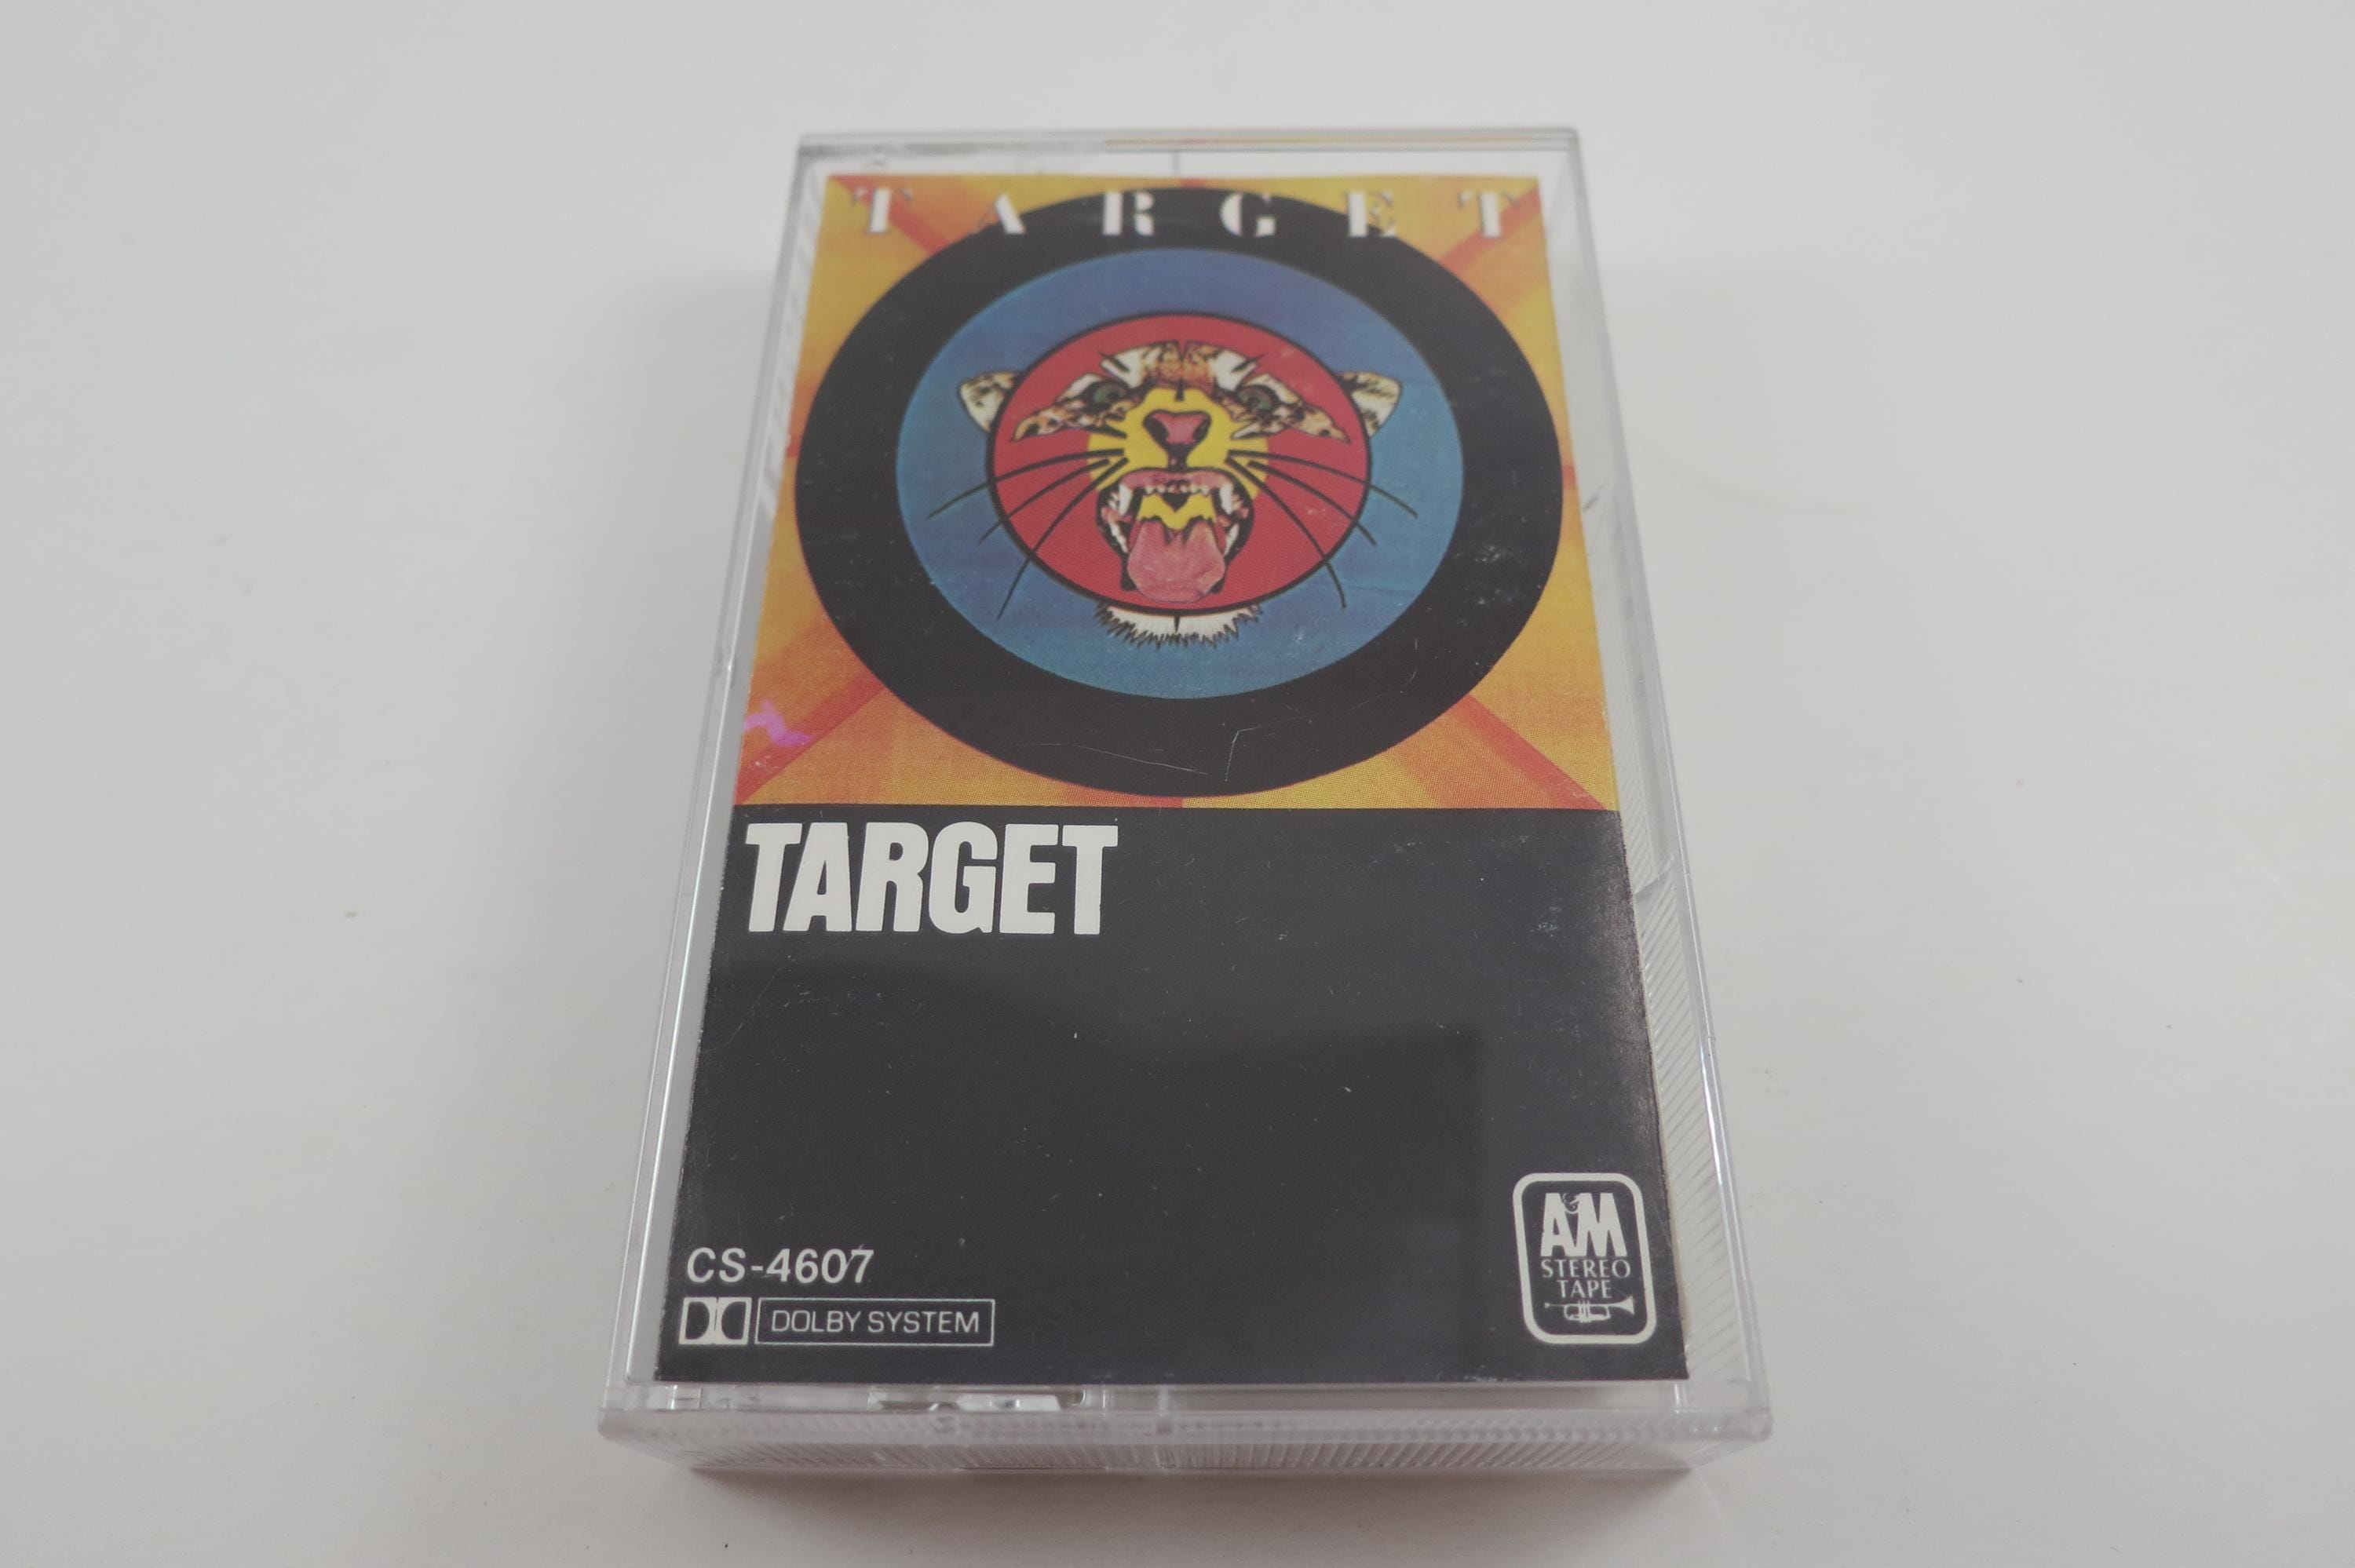 TARGET
TARGET
CS-4607
DOLBY SYSTEM
A&M
STEREO
TAPE